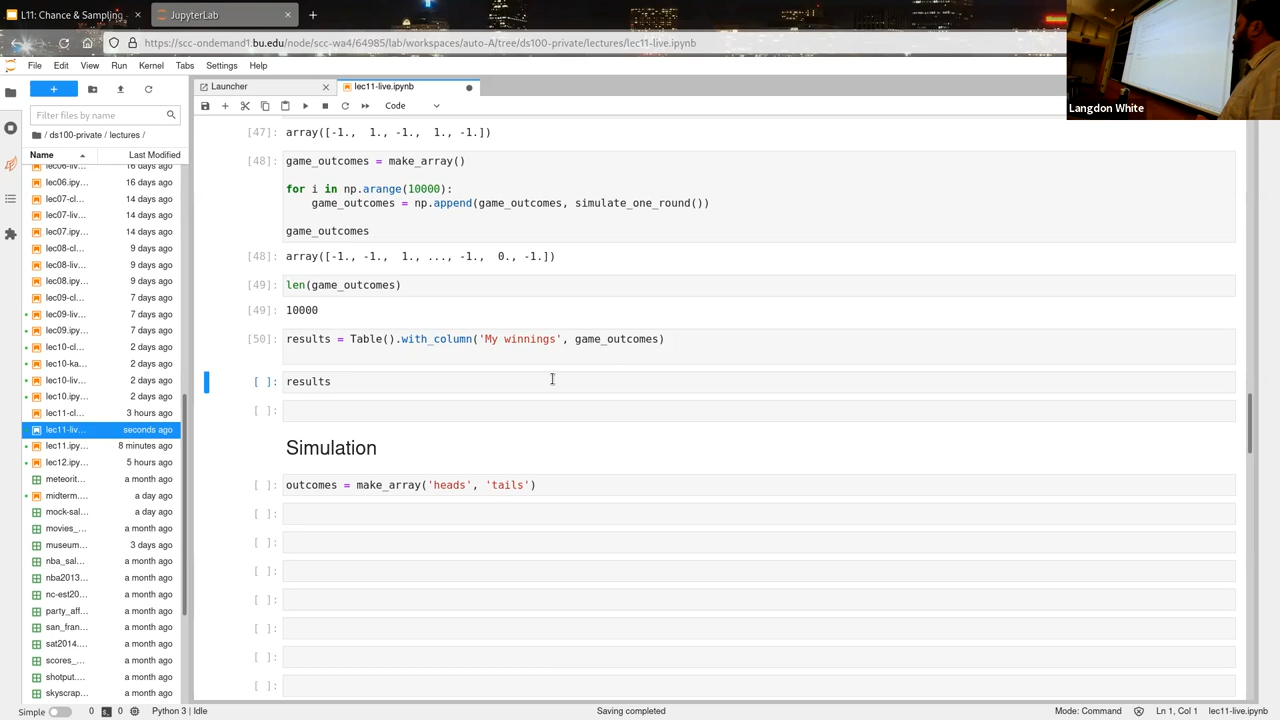 L11: Chance & Sampling
JupyterLab
https://scc-ondemand1.bu.edu/node/scc-wa4/64985/lab/workspaces/auto-A/tree/ds100-private/lectures/lec11-live.ipynb
Langdon White
File Edit View Run Kernel Tabs Settings Help
Launcher
lec11-live.ipynb
Code
Filter files by name
/ ds100-private / lectures /
Name Last Modified
lec06-liv... 16 days ago
lec06.ipy... 16 days ago
lec07-cl... 14 days ago
lec07-liv... 14 days ago
lec07.ipy... 14 days ago
lec08-cl... 9 days ago
lec08-liv... 9 days ago
lec08.ipy... 9 days ago
lec09-cl... 7 days ago
lec09-liv... 7 days ago
lec09.ipy... 7 days ago
lec10-cl... 2 days ago
lec10-ka... 2 days ago
lec10-liv... 2 days ago
lec10.ipy... 2 days ago
lec11-cl... 3 hours ago
lec11-liv... seconds ago
lec11.ipy... 8 minutes ago
lec12.ipy... 5 hours ago
meteorit... a month ago
midterm.... a day ago
mock-sal... a day ago
movies_... a month ago
museum... 3 days ago
nba_sal... a month ago
nba2013... a month ago
nc-est20... a month ago
party_aff... a month ago
san_fran... a month ago
sat2014.... a month ago
scores_... a month ago
shotput.... a month ago
skyscrap... a month ago
[47]: array([-1., 1., -1., 1., -1.])
[48]: game_outcomes = make_array()
for i in np.arange(10000):
game_outcomes = np.append(game_outcomes, simulate_one_round())
game_outcomes
[48]: array([-1., -1., 1., ..., -1., 0., -1.])
[49]: len(game_outcomes)
[49]: 10000
[50]: results = Table().with_column('My winnings', game_outcomes)
[ ]: results
[ ]:
Simulation
[ ]: outcomes = make_array('heads', 'tails')
[ ]:
[ ]:
[ ]:
[ ]:
[ ]:
[ ]:
[ ]:
Simple 0 0 Python 3 | Idle Saving completed Mode: Command Ln 1, Col 1 lec11-live.ipynb